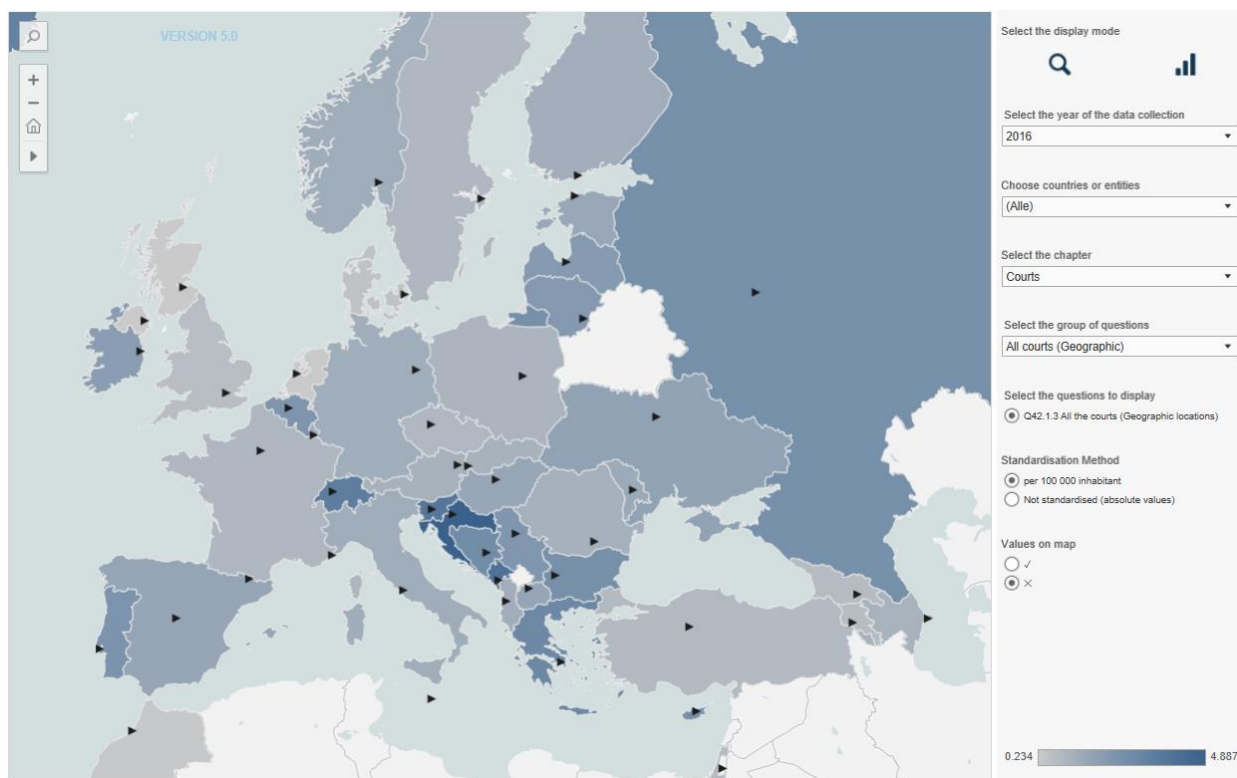 VERSION 5.0
Select the display mode
Select the year of the data collection
2016
Choose countries or entities
(Alle)
Select the chapter
Courts
Select the group of questions
All courts (Geographic)
Select the questions to display
Q42.1.3 All the courts (Geographic locations)
Standardisation Method
per 100 000 inhabitant
Not standardised (absolute values)
Values on map
✓
×
0.234 4.887